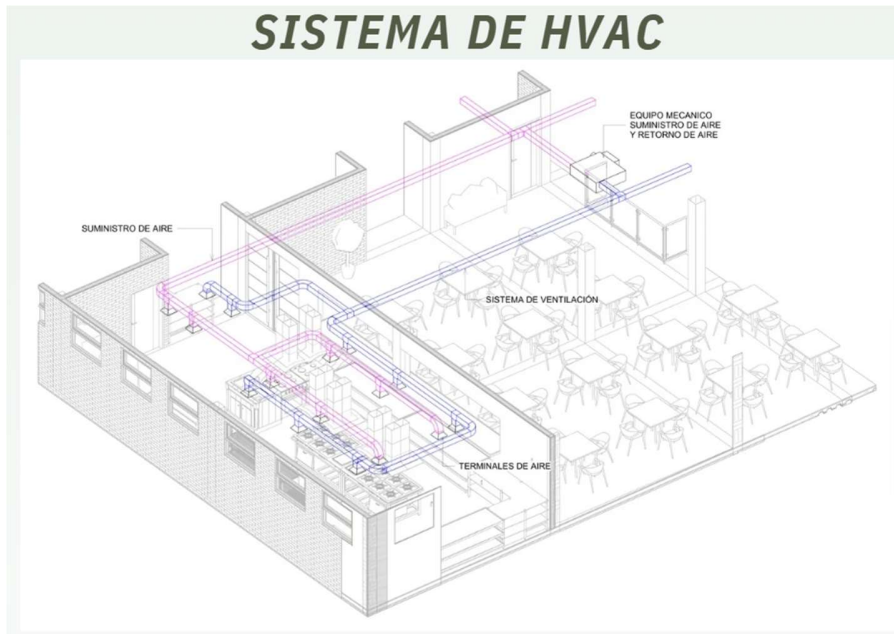 SISTEMA DE HVAC
EQUIPO MECANICO
SUMINISTRO DE AIRE
Y RETORNO DE AIRE
SUMINISTRO DE AIRE
SISTEMA DE VENTILACIÓN
TERMINALES DE AIRE